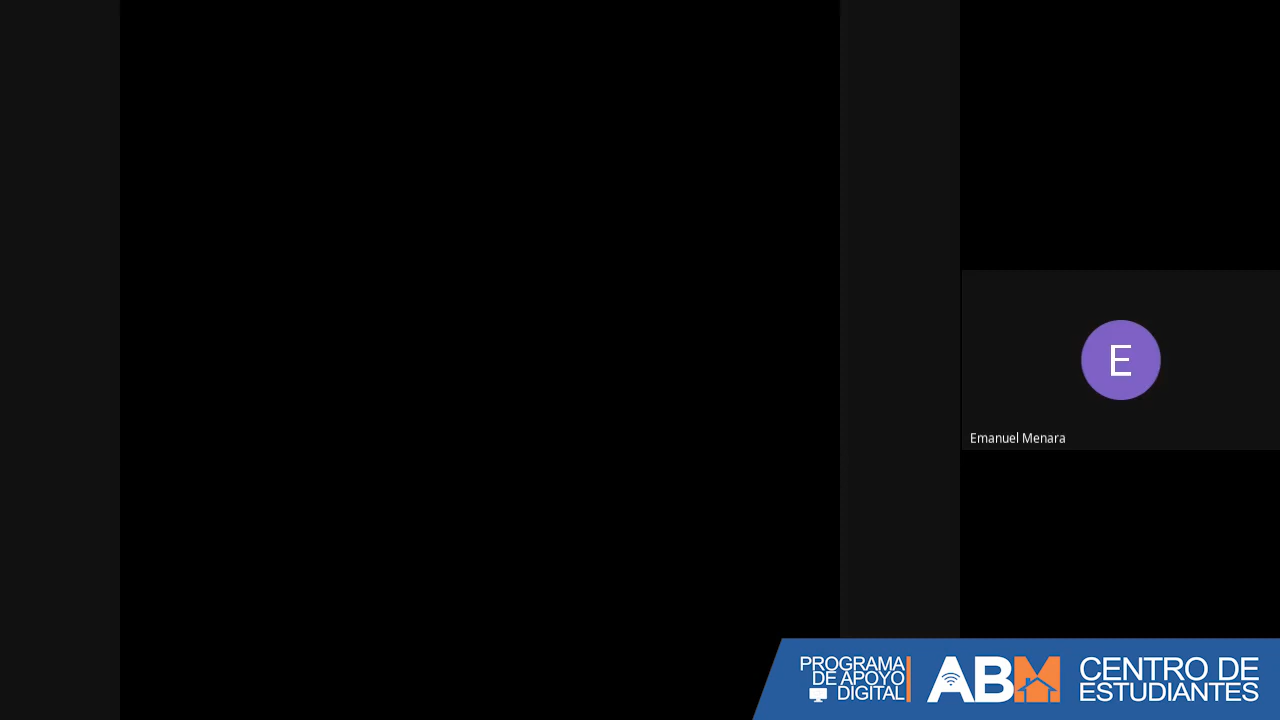 E
Emanuel Menara
PROGRAMA
DE APOYO
DIGITAL
ABM
CENTRO DE
ESTUDIANTES